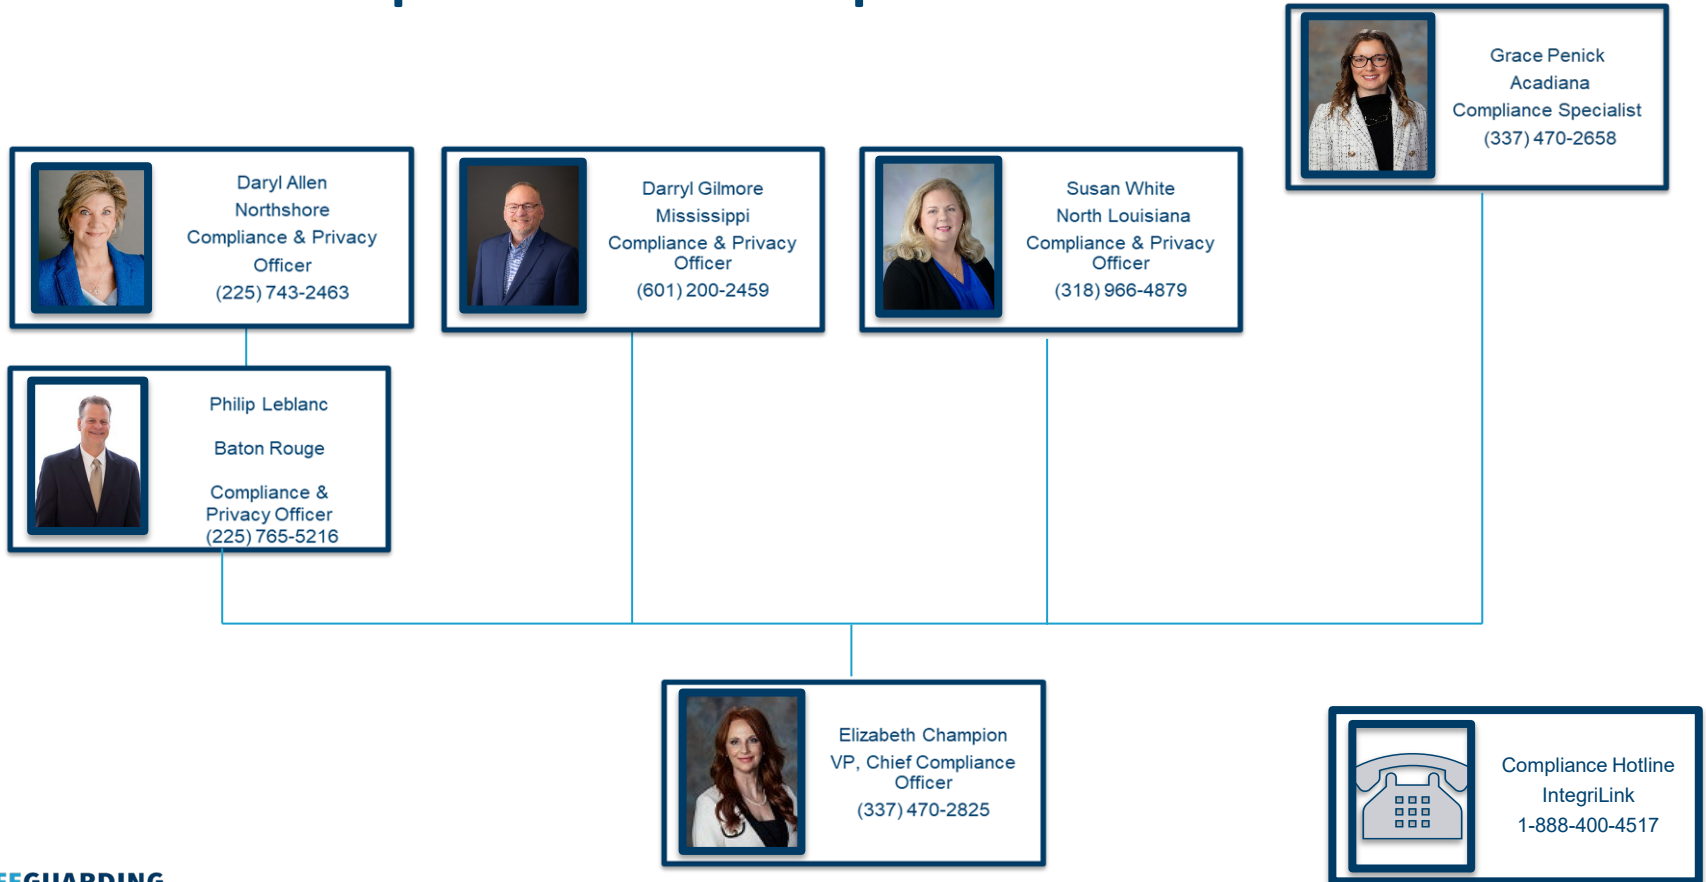 Grace Penick
Acadiana
Compliance Specialist
(337) 470-2658
Daryl Allen
Northshore
Compliance & Privacy
Officer
(225) 743-2463
Darryl Gilmore
Mississippi
Compliance & Privacy
Officer
(601) 200-2459
Susan White
North Louisiana
Compliance & Privacy
Officer
(318) 966-4879
Philip Leblanc
Baton Rouge
Compliance &
Privacy Officer
(225) 765-5216
Elizabeth Champion
VP, Chief Compliance
Officer
(337) 470-2825
Compliance Hotline
IntegriLink
1-888-400-4517